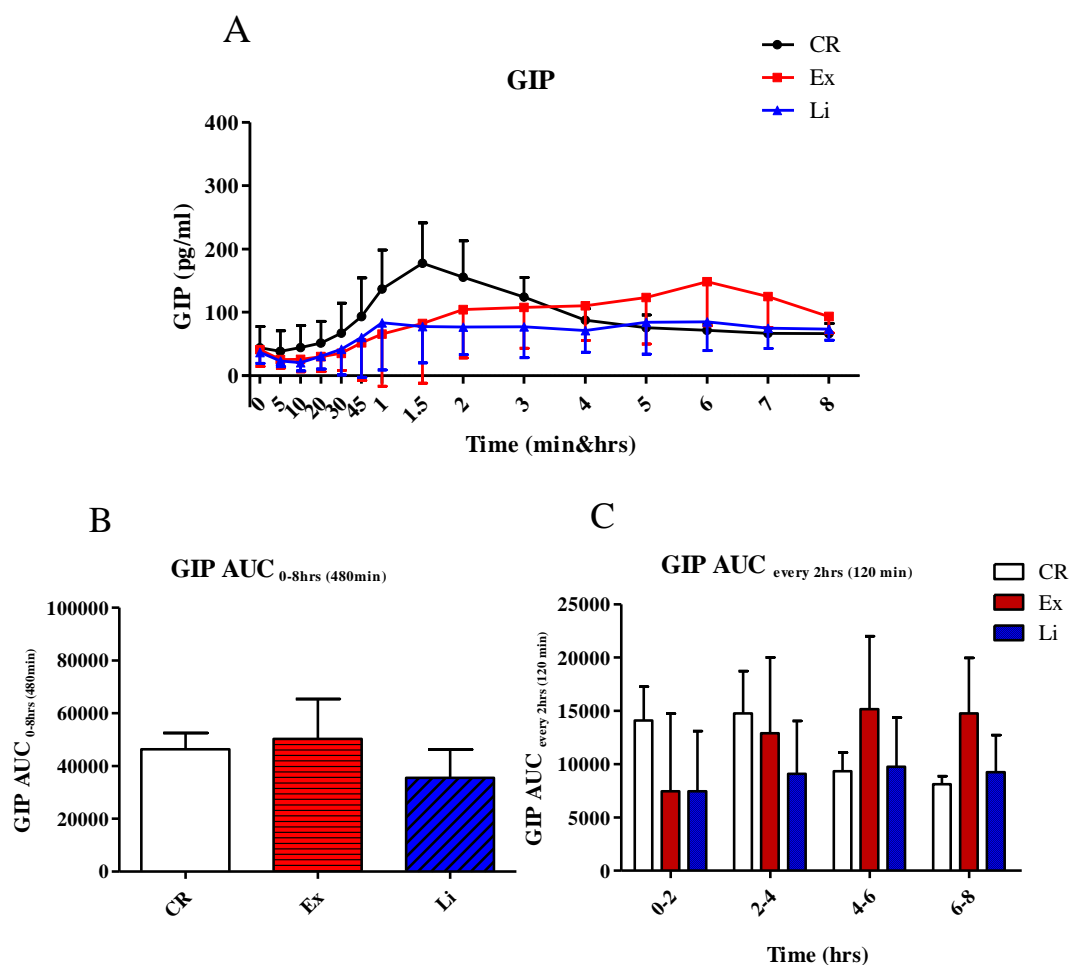 A
CR
Ex
Li
GIP
400
300
200
100
0
GIP (pg/ml)
0 5 10 20 30 45 1 1.5 2 3 4 5 6 7 8
Time (min&hrs)
B
GIP AUC 0-8hrs (480min)
100000
80000
60000
40000
20000
0
GIP AUC 0-8hrs (480min)
CR Ex Li
C
GIP AUC every 2hrs (120 min)
CR
Ex
Li
25000
20000
15000
10000
5000
0
GIP AUC every 2hrs (120 min)
0-2 2-4 4-6 6-8
Time (hrs)